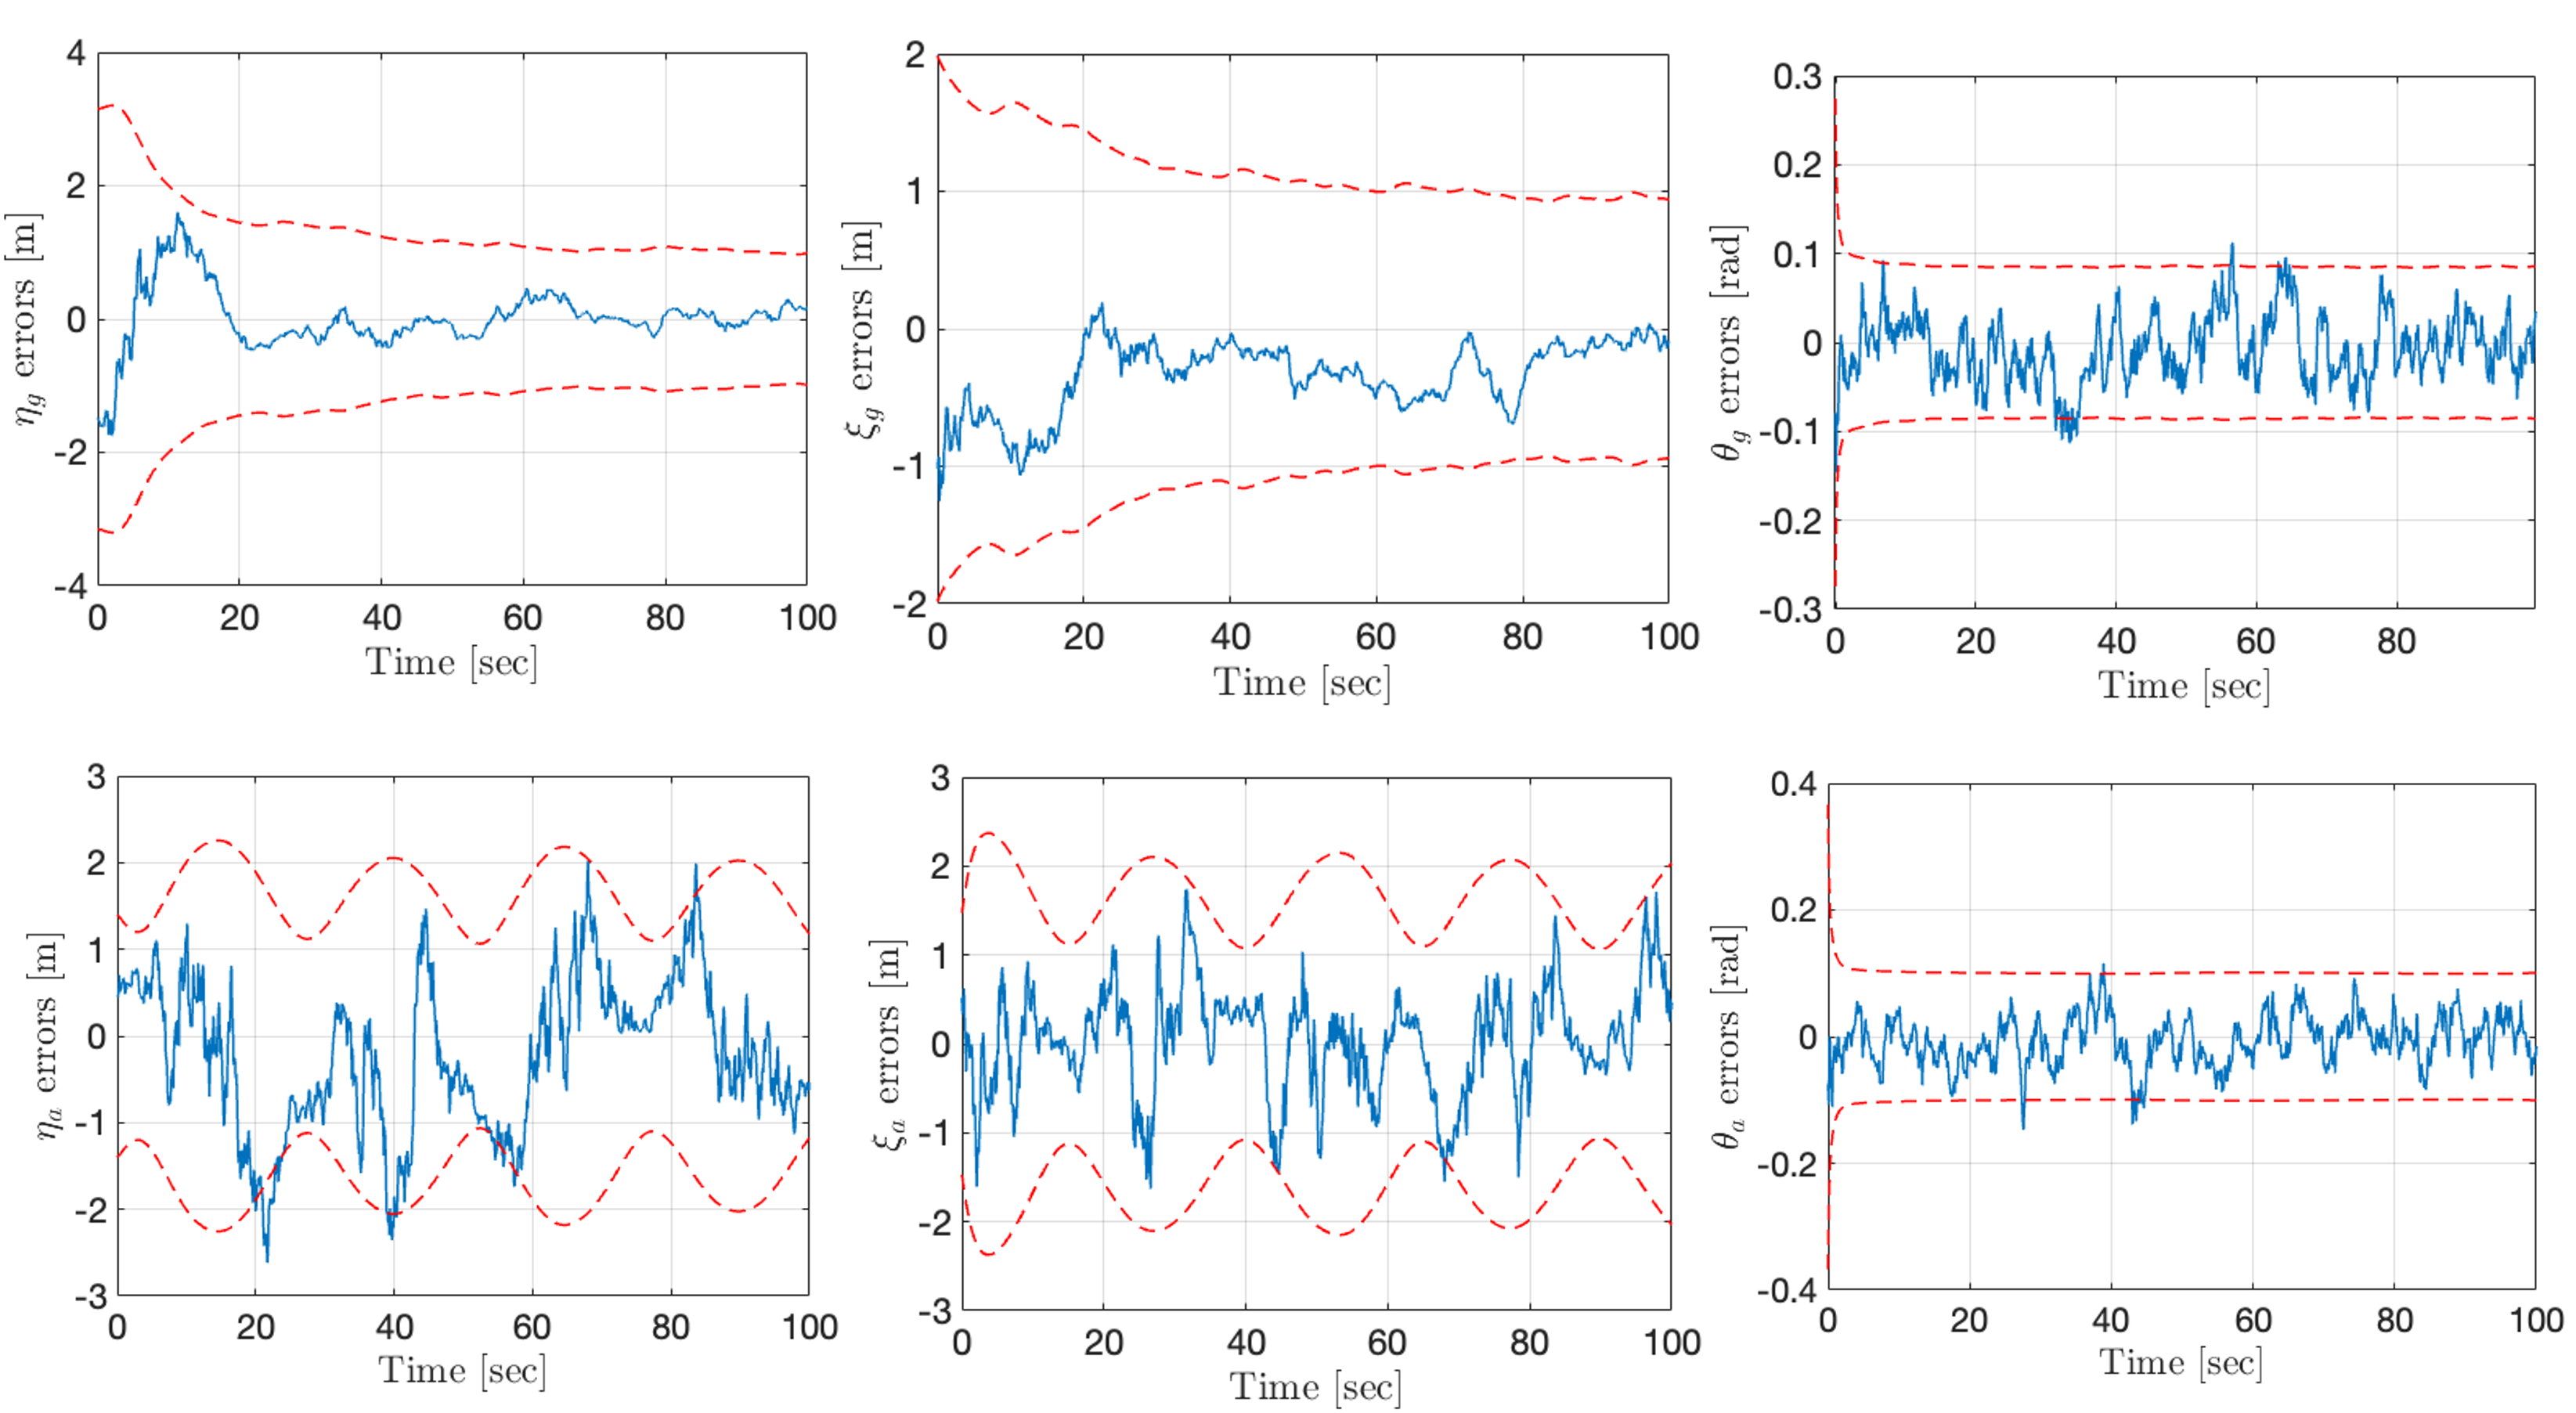 4
2
0
-2
-4
0 20 40 60 80 100
Time [sec]
η_g errors [m]
2
1
0
-1
-2
0 20 40 60 80 100
Time [sec]
ξ_g errors [m]
0.3
0.2
0.1
0
-0.1
-0.2
-0.3
0 20 40 60 80
Time [sec]
θ_g errors [rad]
3
2
1
0
-1
-2
-3
0 20 40 60 80 100
Time [sec]
η_a errors [m]
3
2
1
0
-1
-2
-3
0 20 40 60 80 100
Time [sec]
ξ_a errors [m]
0.4
0.2
0
-0.2
-0.4
0 20 40 60 80 100
Time [sec]
θ_a errors [rad]